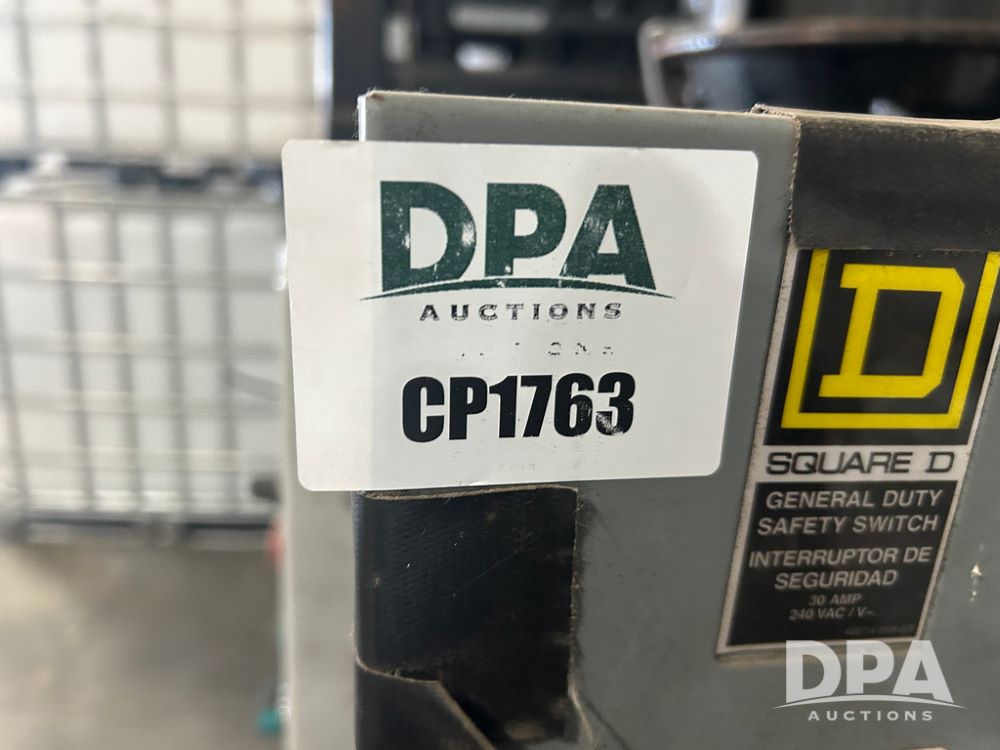 DPA
AUCTIONS
CP1763
D
SQUARE D
GENERAL DUTY
SAFETY SWITCH
INTERRUPTOR DE
SEGURIDAD
30 AMP
240 VAC / V~
DPA
AUCTIONS